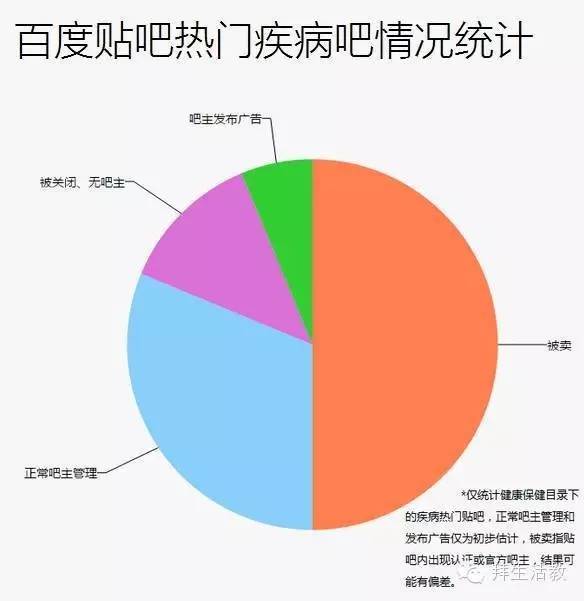 百度贴吧热门疾病吧情况统计
吧主发布广告
被关闭、无吧主
被卖
正常吧主管理
*仅统计健康保健目录下
的疾病热门贴吧，正常吧主管理和
发布广告仅为初步估计，被卖指贴
吧内出现认证或官方吧主，结果可
能有偏差。
拜生活教